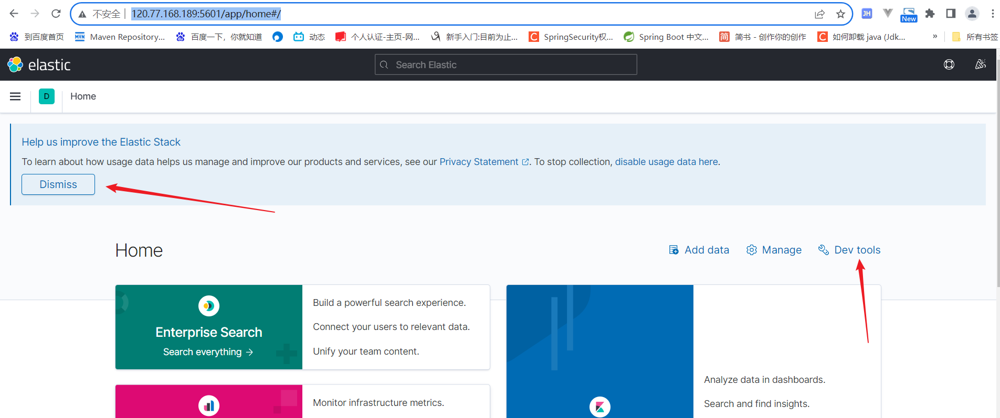 不安全 120.77.168.189:5601/app/home#/
JH
New
到百度首页 MVN Maven Repository... 百度一下，你就知道 动态 个人认证-主页-网... 新手入门:目前为止... C SpringSecurity权... Spring Boot 中文... 简 简书 - 创作你的创作 C 如何卸载 java (Jdk... » 所有书签
elastic Search Elastic
D Home
Help us improve the Elastic Stack
To learn about how usage data helps us manage and improve our products and services, see our Privacy Statement. To stop collection, disable usage data here.
Dismiss
Home Add data Manage Dev tools
Enterprise Search
Search everything →
Build a powerful search experience.
Connect your users to relevant data.
Unify your team content.
Monitor infrastructure metrics.
Analyze data in dashboards.
Search and find insights.